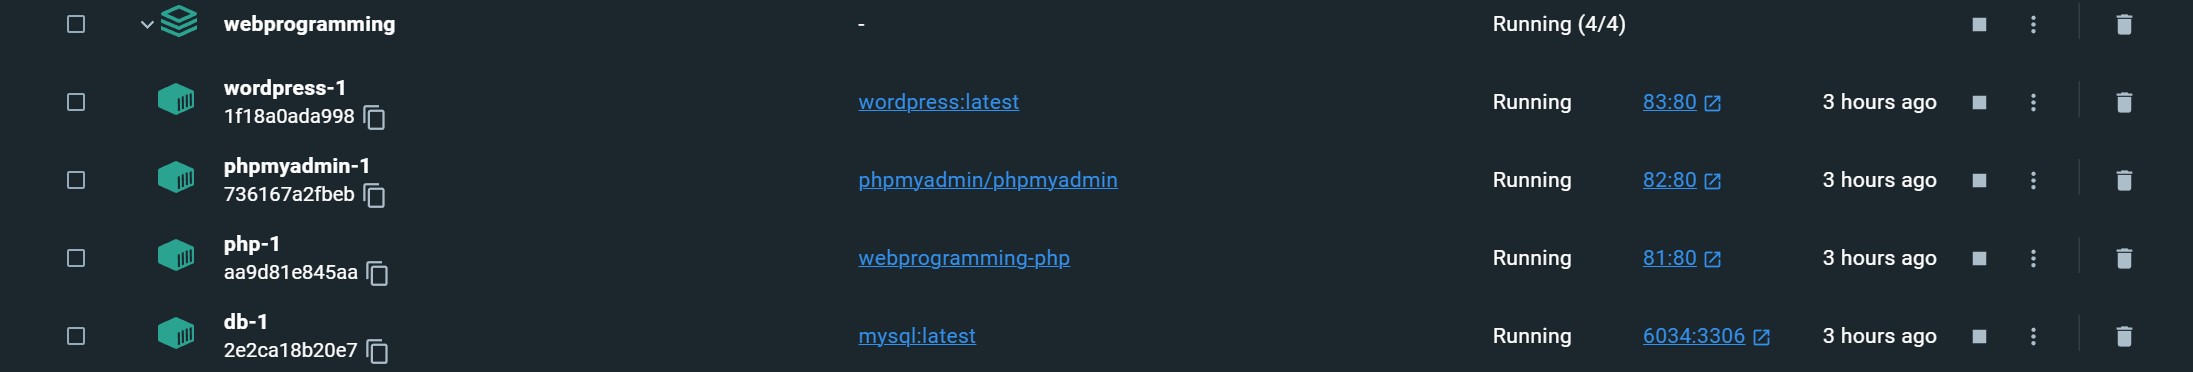 webprogramming - Running (4/4)
wordpress-1
1f18a0ada998 wordpress:latest Running 83:80 3 hours ago
phpmyadmin-1
736167a2fbeb phpmyadmin/phpmyadmin Running 82:80 3 hours ago
php-1
aa9d81e845aa webprogramming-php Running 81:80 3 hours ago
db-1
2e2ca18b20e7 mysql:latest Running 6034:3306 3 hours ago